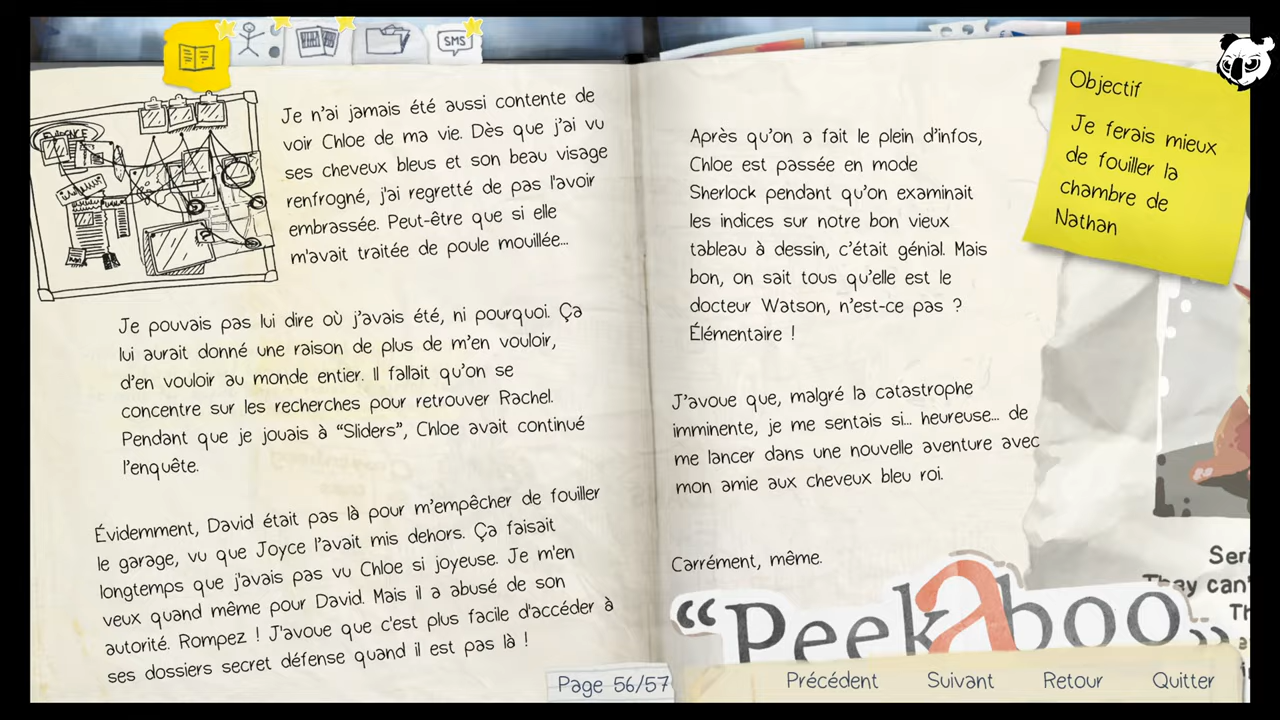 SMS
EVIDENCE
Je n'ai jamais été aussi contente de
voir Chloe de ma vie. Dès que j'ai vu
ses cheveux bleus et son beau visage
renfrogné, j'ai regretté de pas l'avoir
embrassée. Peut-être que si elle
m'avait traitée de poule mouillée...
Je pouvais pas lui dire où j'avais été, ni pourquoi. Ça
lui aurait donné une raison de plus de m'en vouloir,
d'en vouloir au monde entier. Il fallait qu'on se
concentre sur les recherches pour retrouver Rachel.
Pendant que je jouais à "Sliders", Chloe avait continué
l'enquête.
Évidemment, David était pas là pour m'empêcher de fouiller
le garage, vu que Joyce l'avait mis dehors. Ça faisait
longtemps que j'avais pas vu Chloe si joyeuse. Je m'en
veux quand même pour David. Mais il a abusé de son
autorité. Rompez ! J'avoue que c'est plus facile d'accéder à
ses dossiers secret défense quand il est pas là !
Après qu'on a fait le plein d'infos,
Chloe est passée en mode
Sherlock pendant qu'on examinait
les indices sur notre bon vieux
tableau à dessin, c'était génial. Mais
bon, on sait tous qu'elle est le
docteur Watson, n'est-ce pas ?
Élémentaire !
J'avoue que, malgré la catastrophe
imminente, je me sentais si... heureuse... de
me lancer dans une nouvelle aventure avec
mon amie aux cheveux bleu roi.
Carrément, même.
Objectif
Je ferais mieux
de fouiller la
chambre de
Nathan
"Peekaboo"
They can'
Page 56/57
Précédent Suivant Retour Quitter